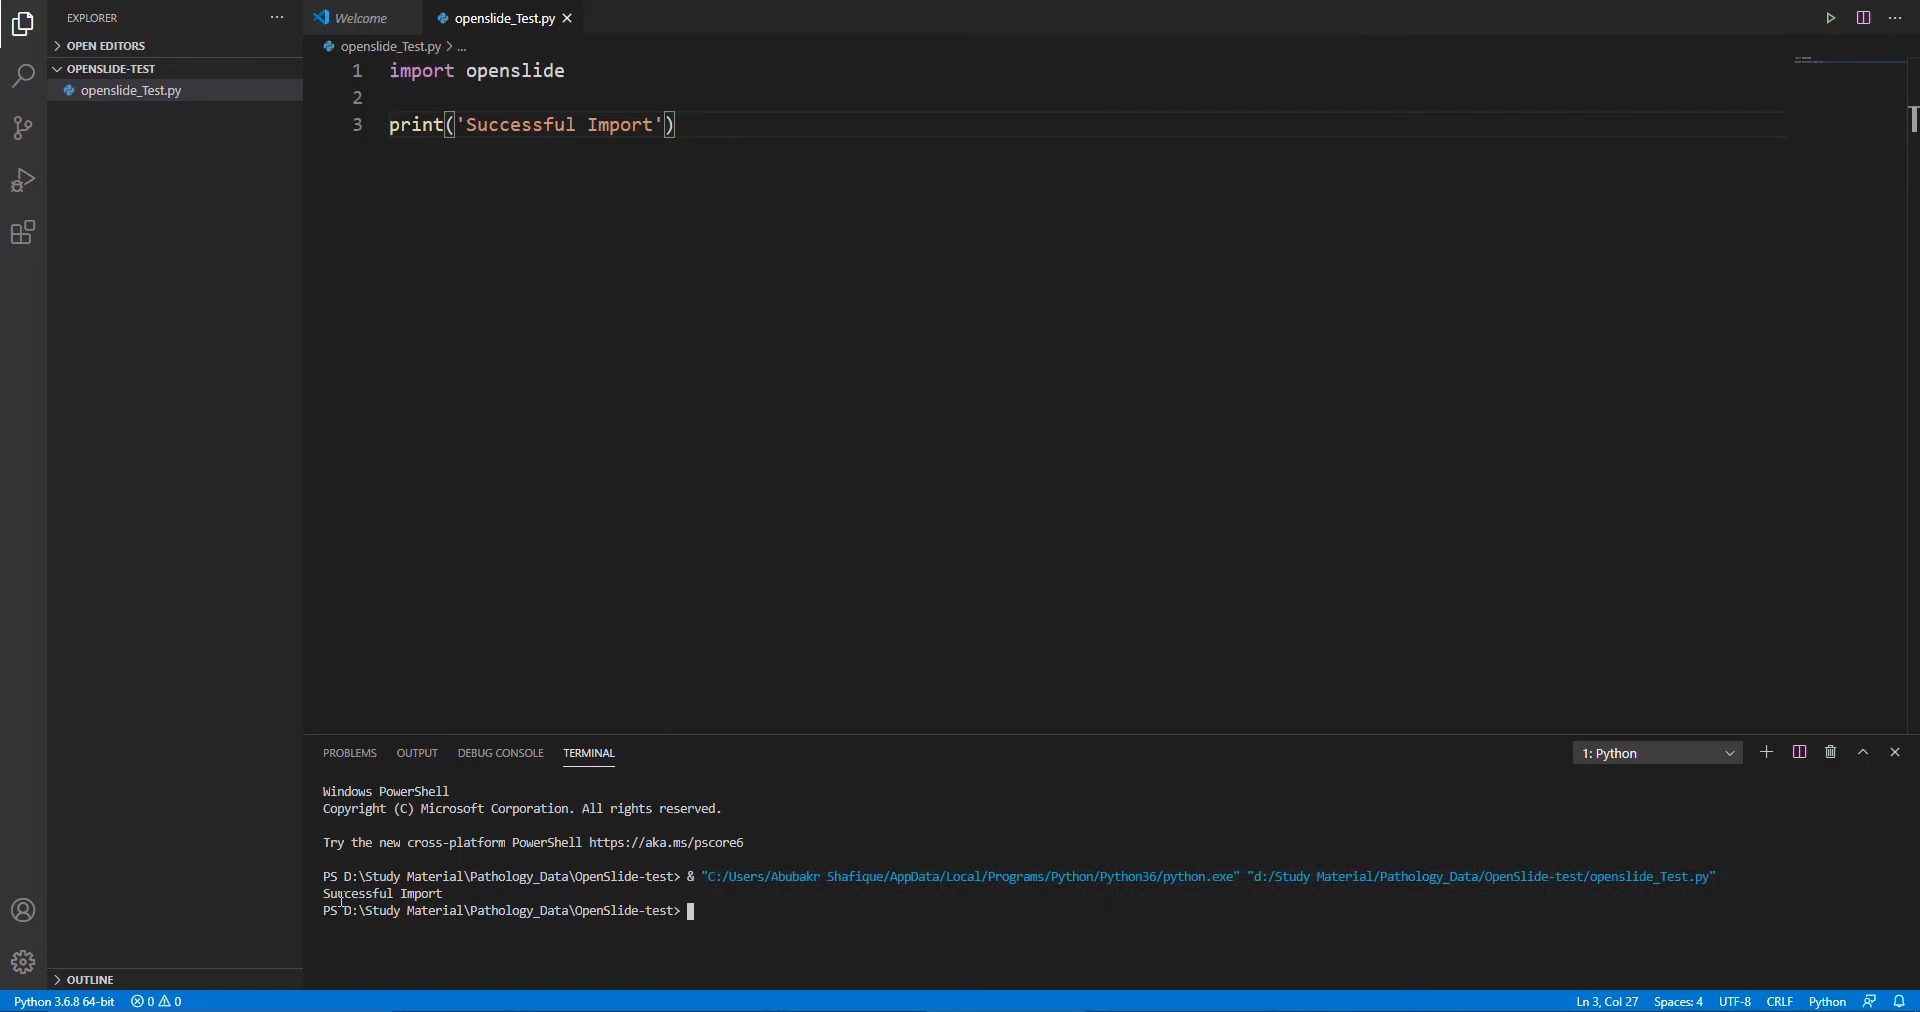 EXPLORER
OPEN EDITORS
OPENSLIDE-TEST
openslide_Test.py
Welcome
openslide_Test.py
openslide_Test.py > ...
1 import openslide
2
3 print('Successful Import')
PROBLEMS OUTPUT DEBUG CONSOLE TERMINAL
1: Python
Windows PowerShell
Copyright (C) Microsoft Corporation. All rights reserved.
Try the new cross-platform PowerShell https://aka.ms/pscore6
PS D:\Study Material\Pathology_Data\OpenSlide-test> & "C:/Users/Abubakr Shafique/AppData/Local/Programs/Python/Python36/python.exe" "d:/Study Material/Pathology_Data/OpenSlide-test/openslide_Test.py"
Successful Import
PS D:\Study Material\Pathology_Data\OpenSlide-test>
OUTLINE
Python 3.6.8 64-bit 0 0 Ln 3, Col 27 Spaces: 4 UTF-8 CRLF Python